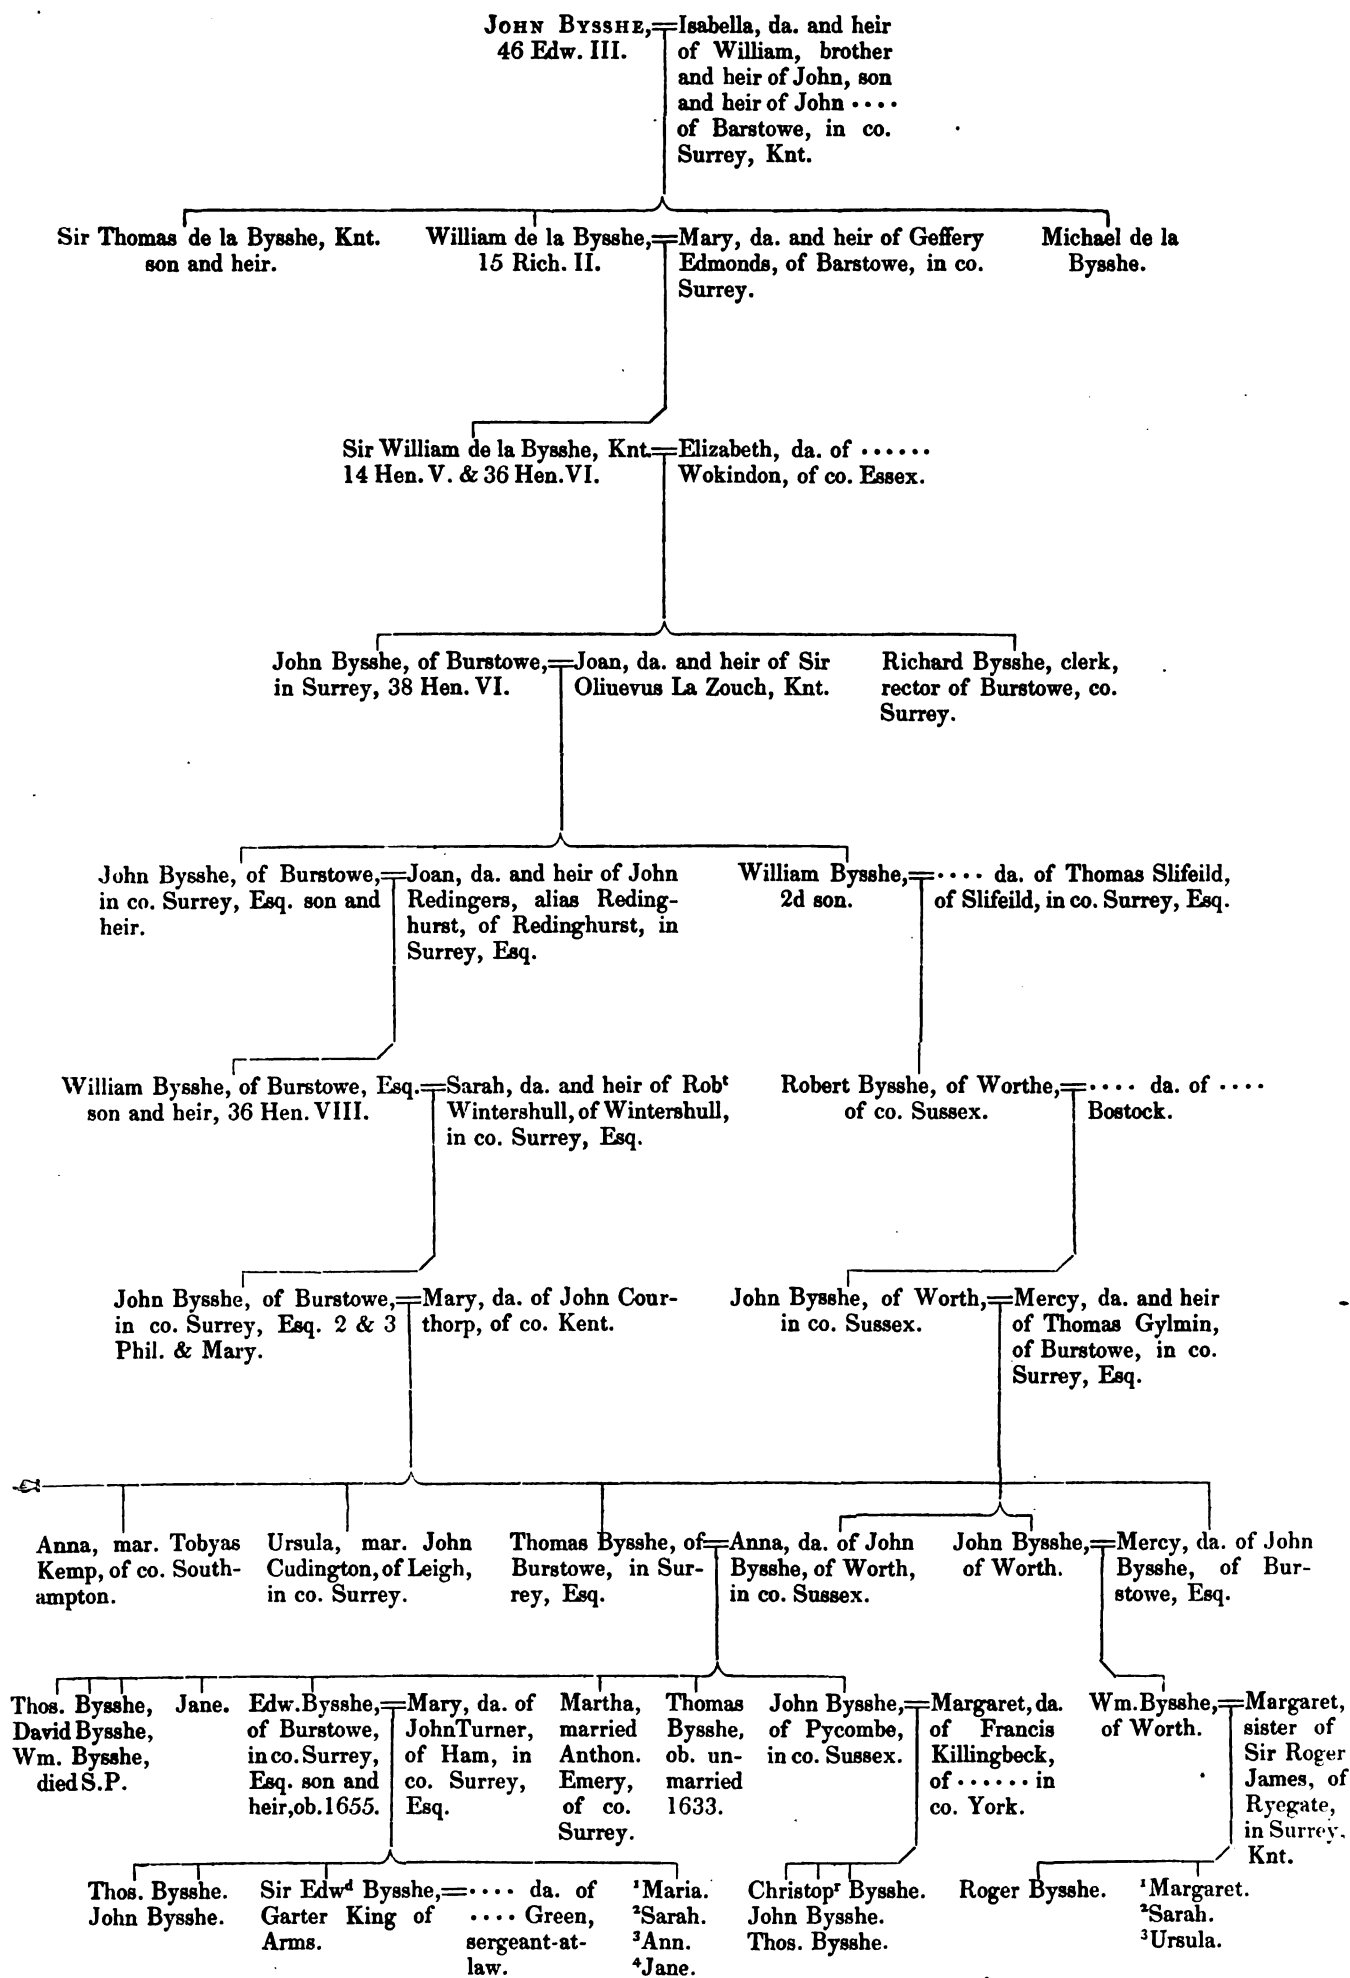 JOHN BYSSHE,
46 Edw. III.
Isabella, da. and heir
of William, brother
and heir of John, son
and heir of John ....
of Barstowe, in co.
Surrey, Knt.
Sir Thomas de la Bysshe, Knt.
son and heir.
William de la Bysshe,
15 Rich. II.
Mary, da. and heir of Geffery
Edmonds, of Barstowe, in co.
Surrey.
Michael de la
Bysshe.
Sir William de la Bysshe, Knt.
14 Hen. V. & 36 Hen. VI.
Elizabeth, da. of ......
Wokindon, of co. Essex.
John Bysshe, of Burstowe,
in Surrey, 38 Hen. VI.
Joan, da. and heir of Sir
Oliuevus La Zouch, Knt.
Richard Bysshe, clerk,
rector of Burstowe, co.
Surrey.
John Bysshe, of Burstowe,
in co. Surrey, Esq. son and
heir.
Joan, da. and heir of John
Redingers, alias Reding-
hurst, of Redinghurst, in
Surrey, Esq.
William Bysshe,
2d son.
.... da. of Thomas Slifeild,
of Slifeild, in co. Surrey, Esq.
William Bysshe, of Burstowe, Esq.
son and heir, 36 Hen. VIII.
Sarah, da. and heir of Robt
Wintershull, of Wintershull,
in co. Surrey, Esq.
Robert Bysshe, of Worthe,
of co. Sussex.
.... da. of ....
Bostock.
John Bysshe, of Burstowe,
in co. Surrey, Esq. 2 & 3
Phil. & Mary.
Mary, da. of John Cour-
thorp, of co. Kent.
John Bysshe, of Worth,
in co. Sussex.
Mercy, da. and heir
of Thomas Gylmin,
of Burstowe, in co.
Surrey, Esq.
Anna, mar. Tobyas
Kemp, of co. South-
ampton.
Ursula, mar. John
Cudington, of Leigh,
in co. Surrey.
Thomas Bysshe, of
Burstowe, in Sur-
rey, Esq.
Anna, da. of John
Bysshe, of Worth,
in co. Sussex.
John Bysshe,
of Worth.
Mercy, da. of John
Bysshe, of Bur-
stowe, Esq.
Thos. Bysshe,
David Bysshe,
Wm. Bysshe,
died S.P.
Jane.
Edw. Bysshe,
of Burstowe,
in co. Surrey,
Esq. son and
heir, ob. 1655.
Mary, da. of
John Turner,
of Ham, in
co. Surrey,
Esq.
Martha,
married
Anthon.
Emery,
of co.
Surrey.
Thomas
Bysshe,
ob. un-
married
1633.
John Bysshe,
of Pycombe,
in co. Sussex.
Margaret, da.
of Francis
Killingbeck,
of ...... in
co. York.
Wm. Bysshe,
of Worth.
Margaret,
sister of
Sir Roger
James, of
Ryegate,
in Surrey,
Knt.
Thos. Bysshe.
John Bysshe.
Sir Edwd Bysshe,
Garter King of
Arms.
.... da. of
.... Green,
sergeant-at-
law.
¹Maria.
²Sarah.
³Ann.
⁴Jane.
Christopr Bysshe.
John Bysshe.
Thos. Bysshe.
Roger Bysshe.
¹Margaret.
²Sarah.
³Ursula.